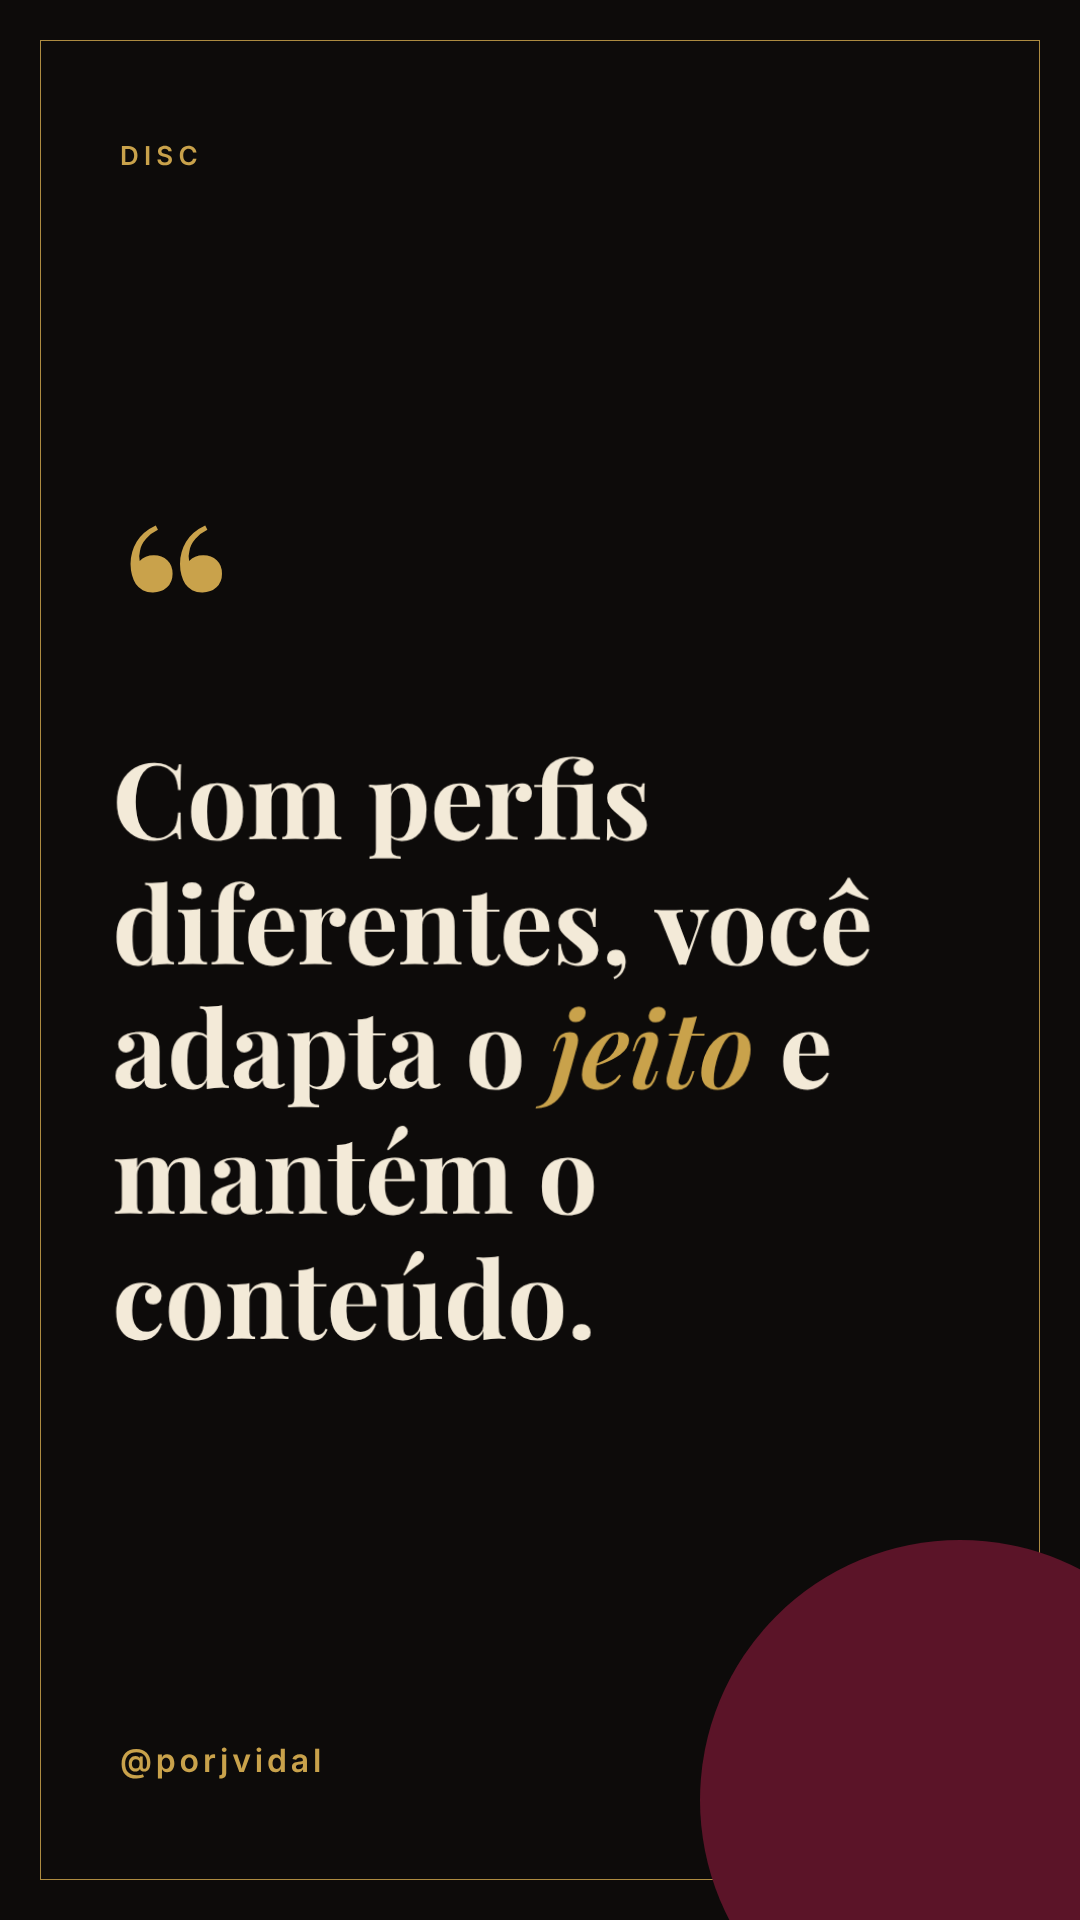 DISC
“
Com perfis
diferentes, você
adapta o jeito e
mantém o
conteúdo.
@porjvidal